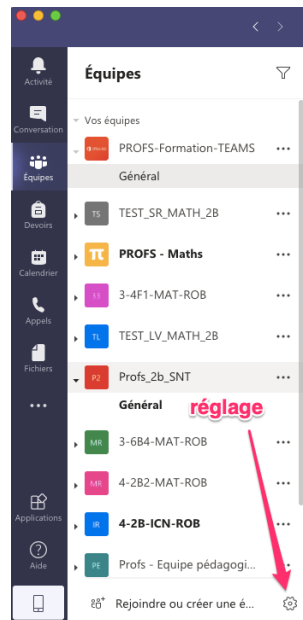 Activité
Équipes
Conversation
Vos équipes
PROFS-Formation-TEAMS
Général
Équipes
TS
TEST_SR_MATH_2B
Devoirs
π
PROFS - Maths
Calendrier
3-4F1-MAT-ROB
Appels
TL
TEST_LV_MATH_2B
Fichiers
P2
Profs_2b_SNT
Général
réglage
MR
3-6B4-MAT-ROB
MR
4-2B2-MAT-ROB
Applications
IR
4-2B-ICN-ROB
Aide
PE
Profs - Equipe pédagogi...
Rejoindre ou créer une é...